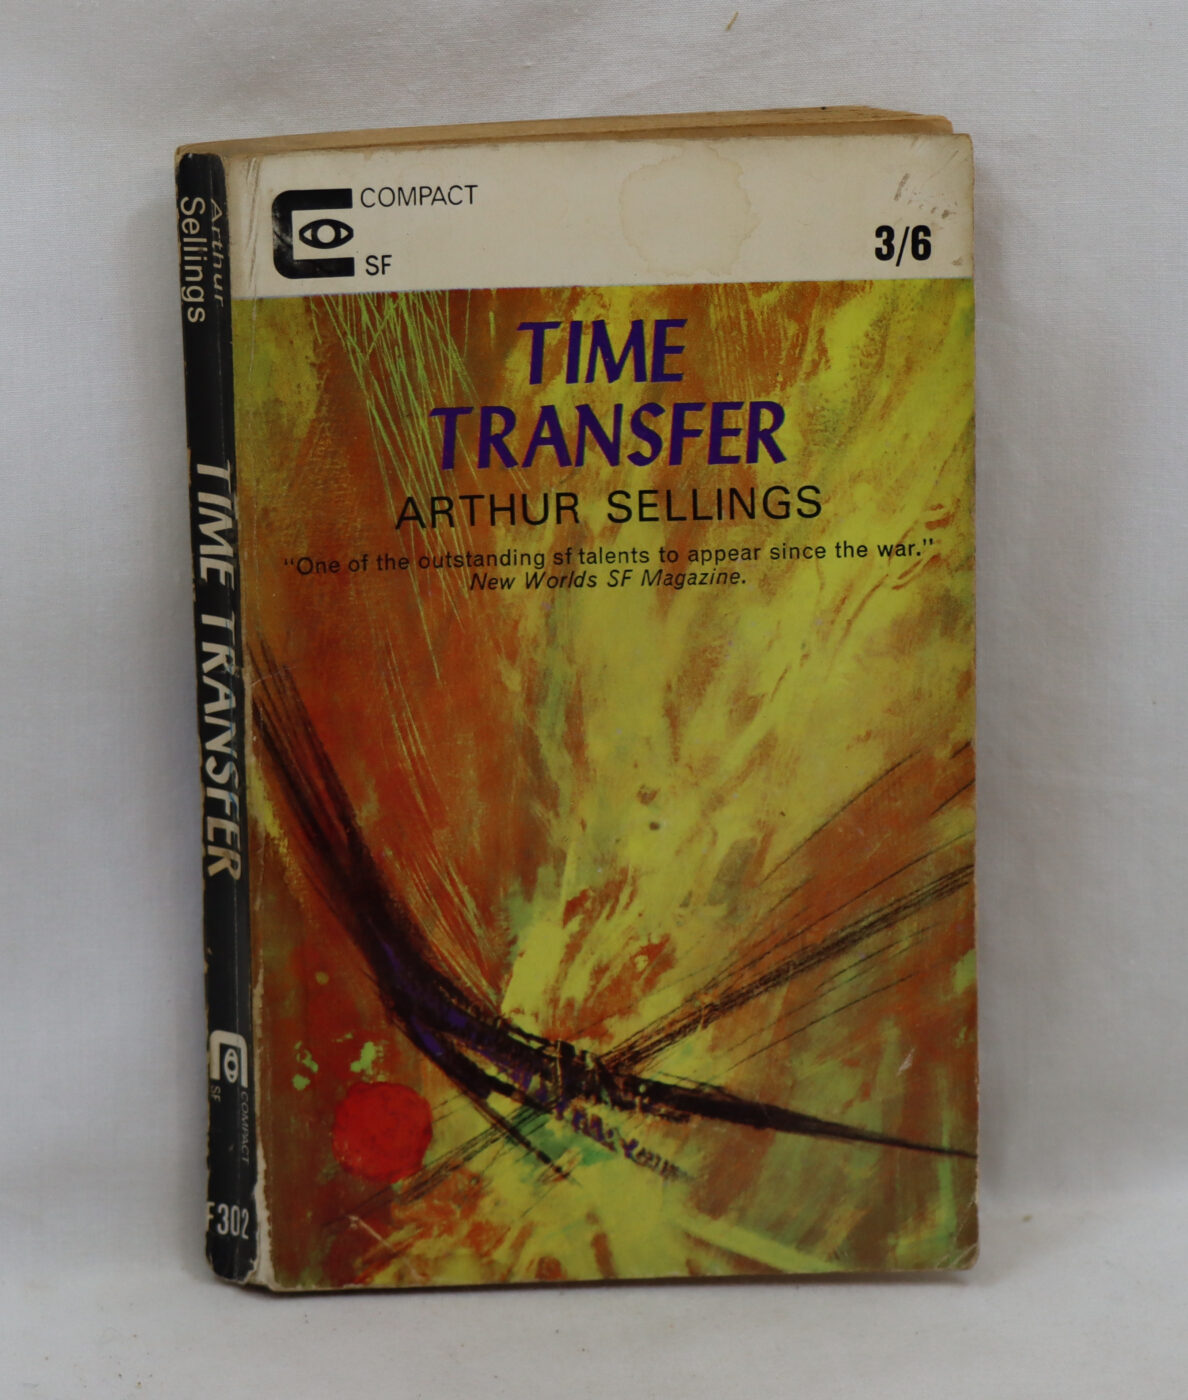 COMPACT
SF
3/6
TIME
TRANSFER
ARTHUR SELLINGS
"One of the outstanding sf talents to appear since the war."
New Worlds SF Magazine.
Arthur
Sellings
TIME TRANSFER
COMPACT
SF
F302